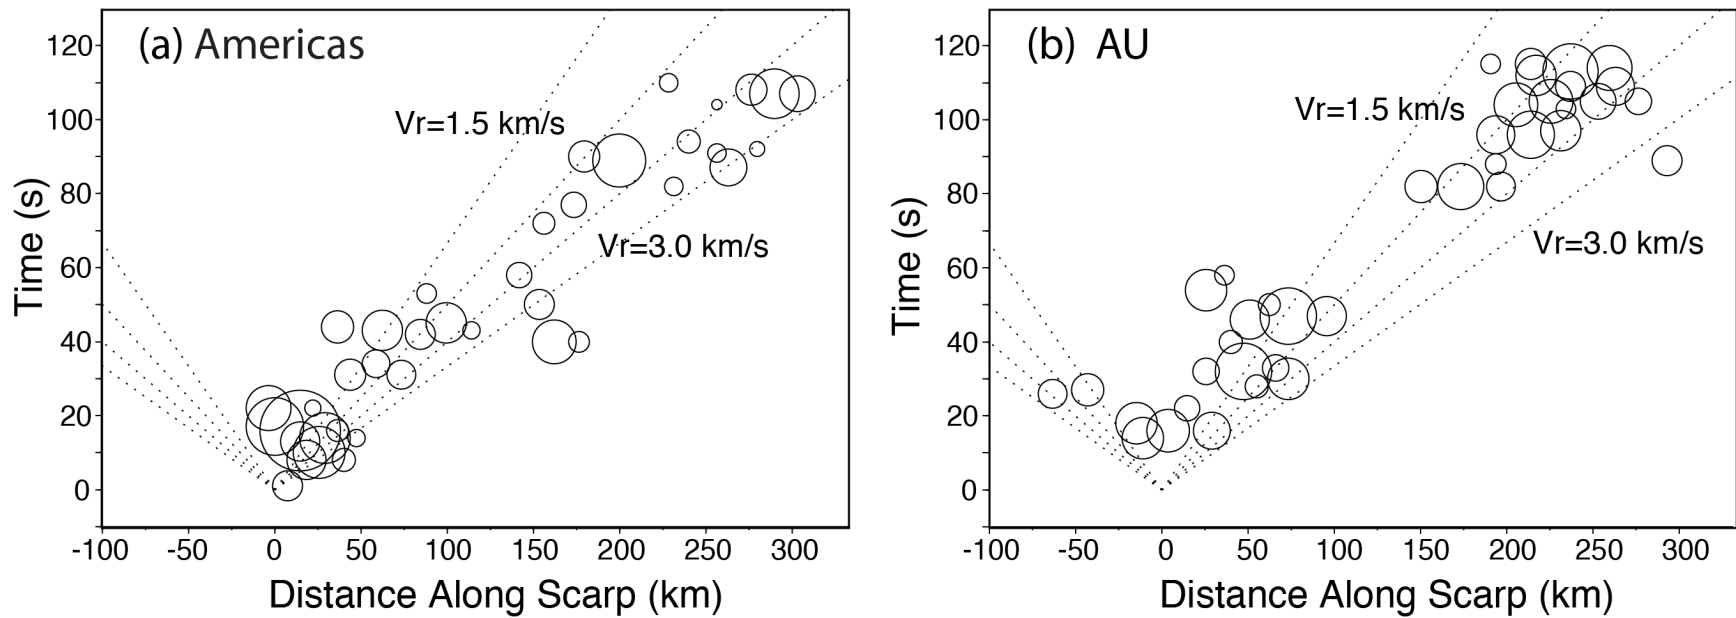 (a) Americas
120
100
80
60
40
20
0
Time (s)
Vr=1.5 km/s
Vr=3.0 km/s
-100 -50 0 50 100 150 200 250 300
Distance Along Scarp (km)
(b) AU
120
100
80
60
40
20
0
Time (s)
Vr=1.5 km/s
Vr=3.0 km/s
-100 -50 0 50 100 150 200 250 300
Distance Along Scarp (km)